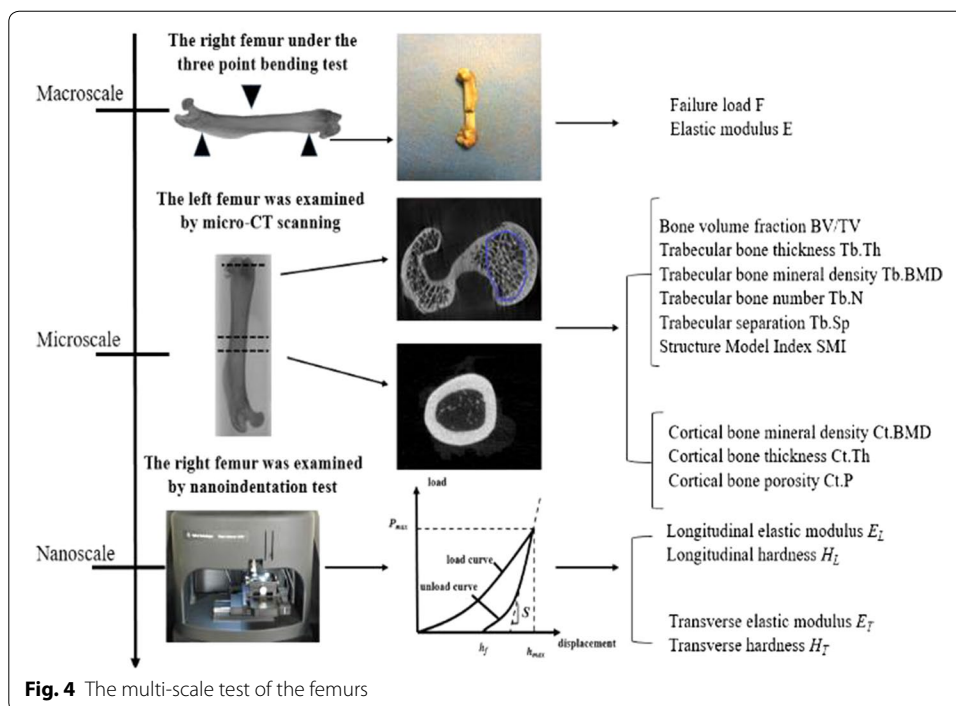 Macroscale
The right femur under the
three point bending test
Failure load F
Elastic modulus E
Microscale
The left femur was examined
by micro-CT scanning
Bone volume fraction BV/TV
Trabecular bone thickness Tb.Th
Trabecular bone mineral density Tb.BMD
Trabecular bone number Tb.N
Trabecular separation Tb.Sp
Structure Model Index SMI
Cortical bone mineral density Ct.BMD
Cortical bone thickness Ct.Th
Cortical bone porosity Ct.P
Nanoscale
The right femur was examined
by nanoindentation test
load
P_max
load curve
unload curve
S
h_f
h_max
displacement
Longitudinal elastic modulus E_L
Longitudinal hardness H_L
Transverse elastic modulus E_T
Transverse hardness H_T
Fig. 4 The multi-scale test of the femurs